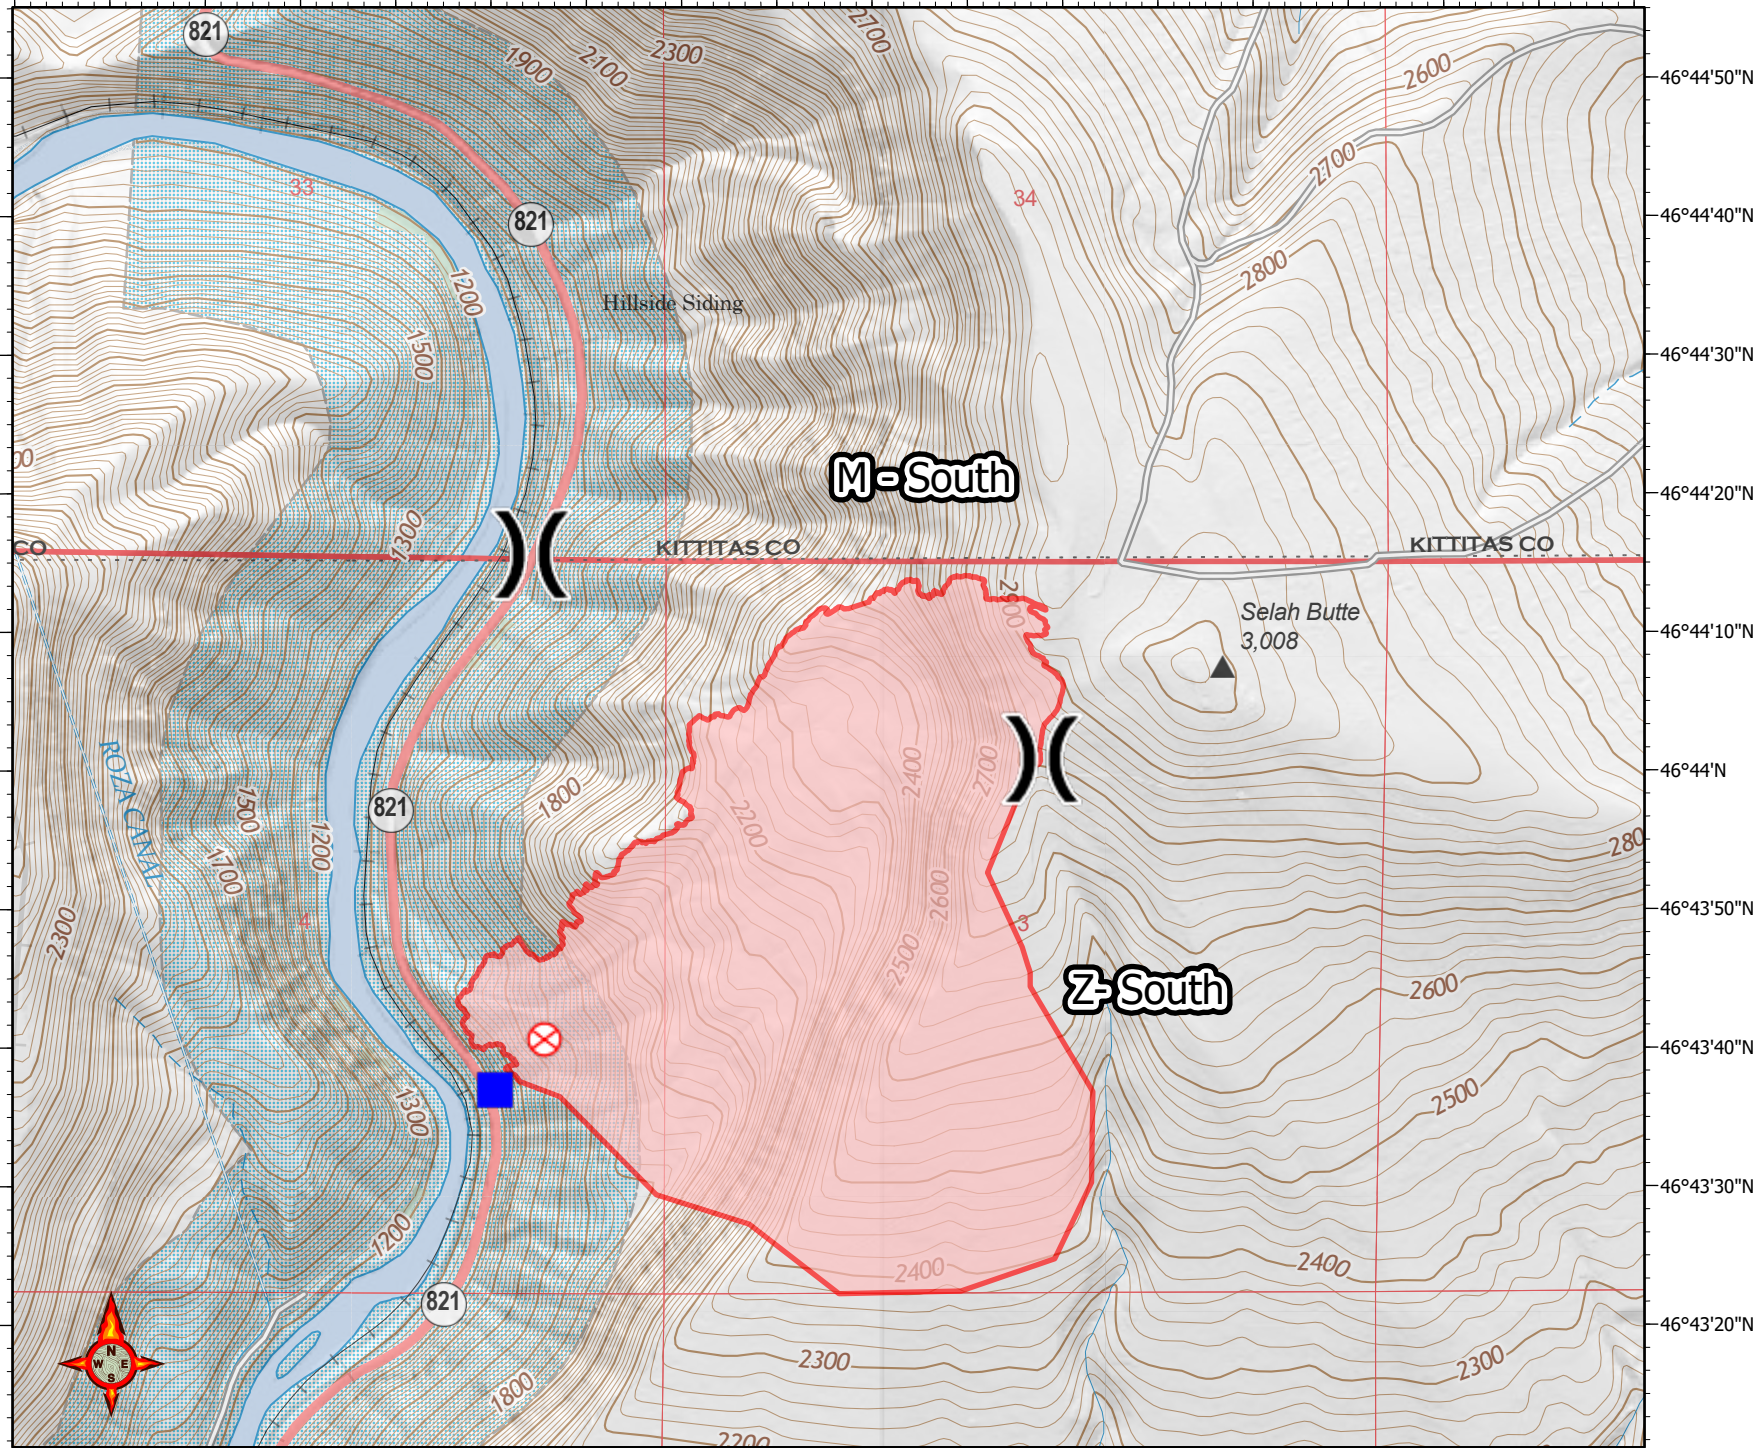 821
1900
2100
2300
2700
2600
46°44'50"N
33
821
34
2700
46°44'40"N
1200
2800
Hillside Siding
1500
46°44'30"N
M - South
00
46°44'20"N
1300
CO
KITTITAS CO
KITTITAS CO
Selah Butte
3,008
46°44'10"N
ROZA CANAL
1500
821
1800
2400
2700
46°44'N
2200
1200
1700
280
2300
4
2600
3
46°43'50"N
2500
Z- South
2600
46°43'40"N
1300
2500
46°43'30"N
1200
2400
2400
821
46°43'20"N
N
W E
S
2300
2300
1800
2200